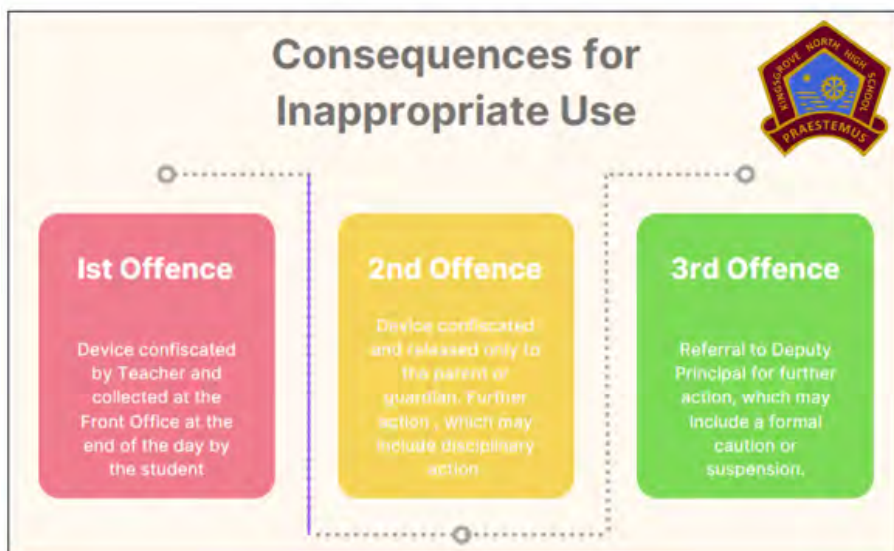 Consequences for
Inappropriate Use
KINGSGROVE NORTH HIGH SCHOOL
PRAESTEMUS
1st Offence
Device confiscated
by Teacher and
collected at the
Front Office at the
end of the day by
the student
2nd Offence
Device confiscated
and released only to
the parent or
guardian. Further
action , which may
include disciplinary
action
3rd Offence
Referral to Deputy
Principal for further
action, which may
include a formal
caution or
suspension.